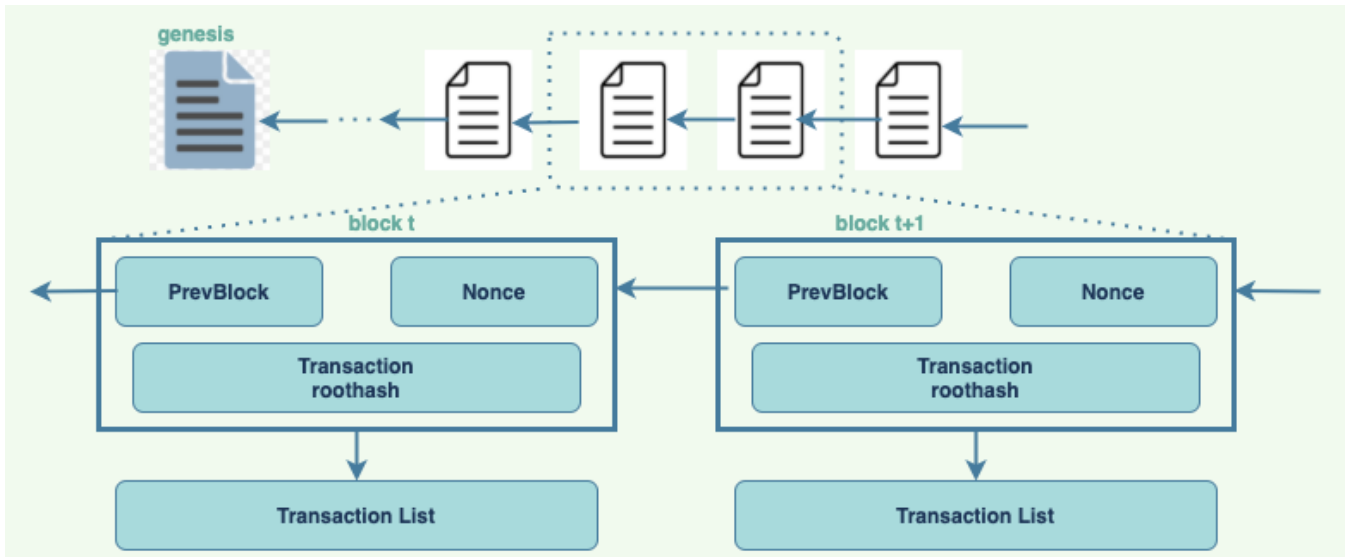 genesis
block t
block t+1
PrevBlock
Nonce
PrevBlock
Nonce
Transaction
roothash
Transaction
roothash
Transaction List
Transaction List